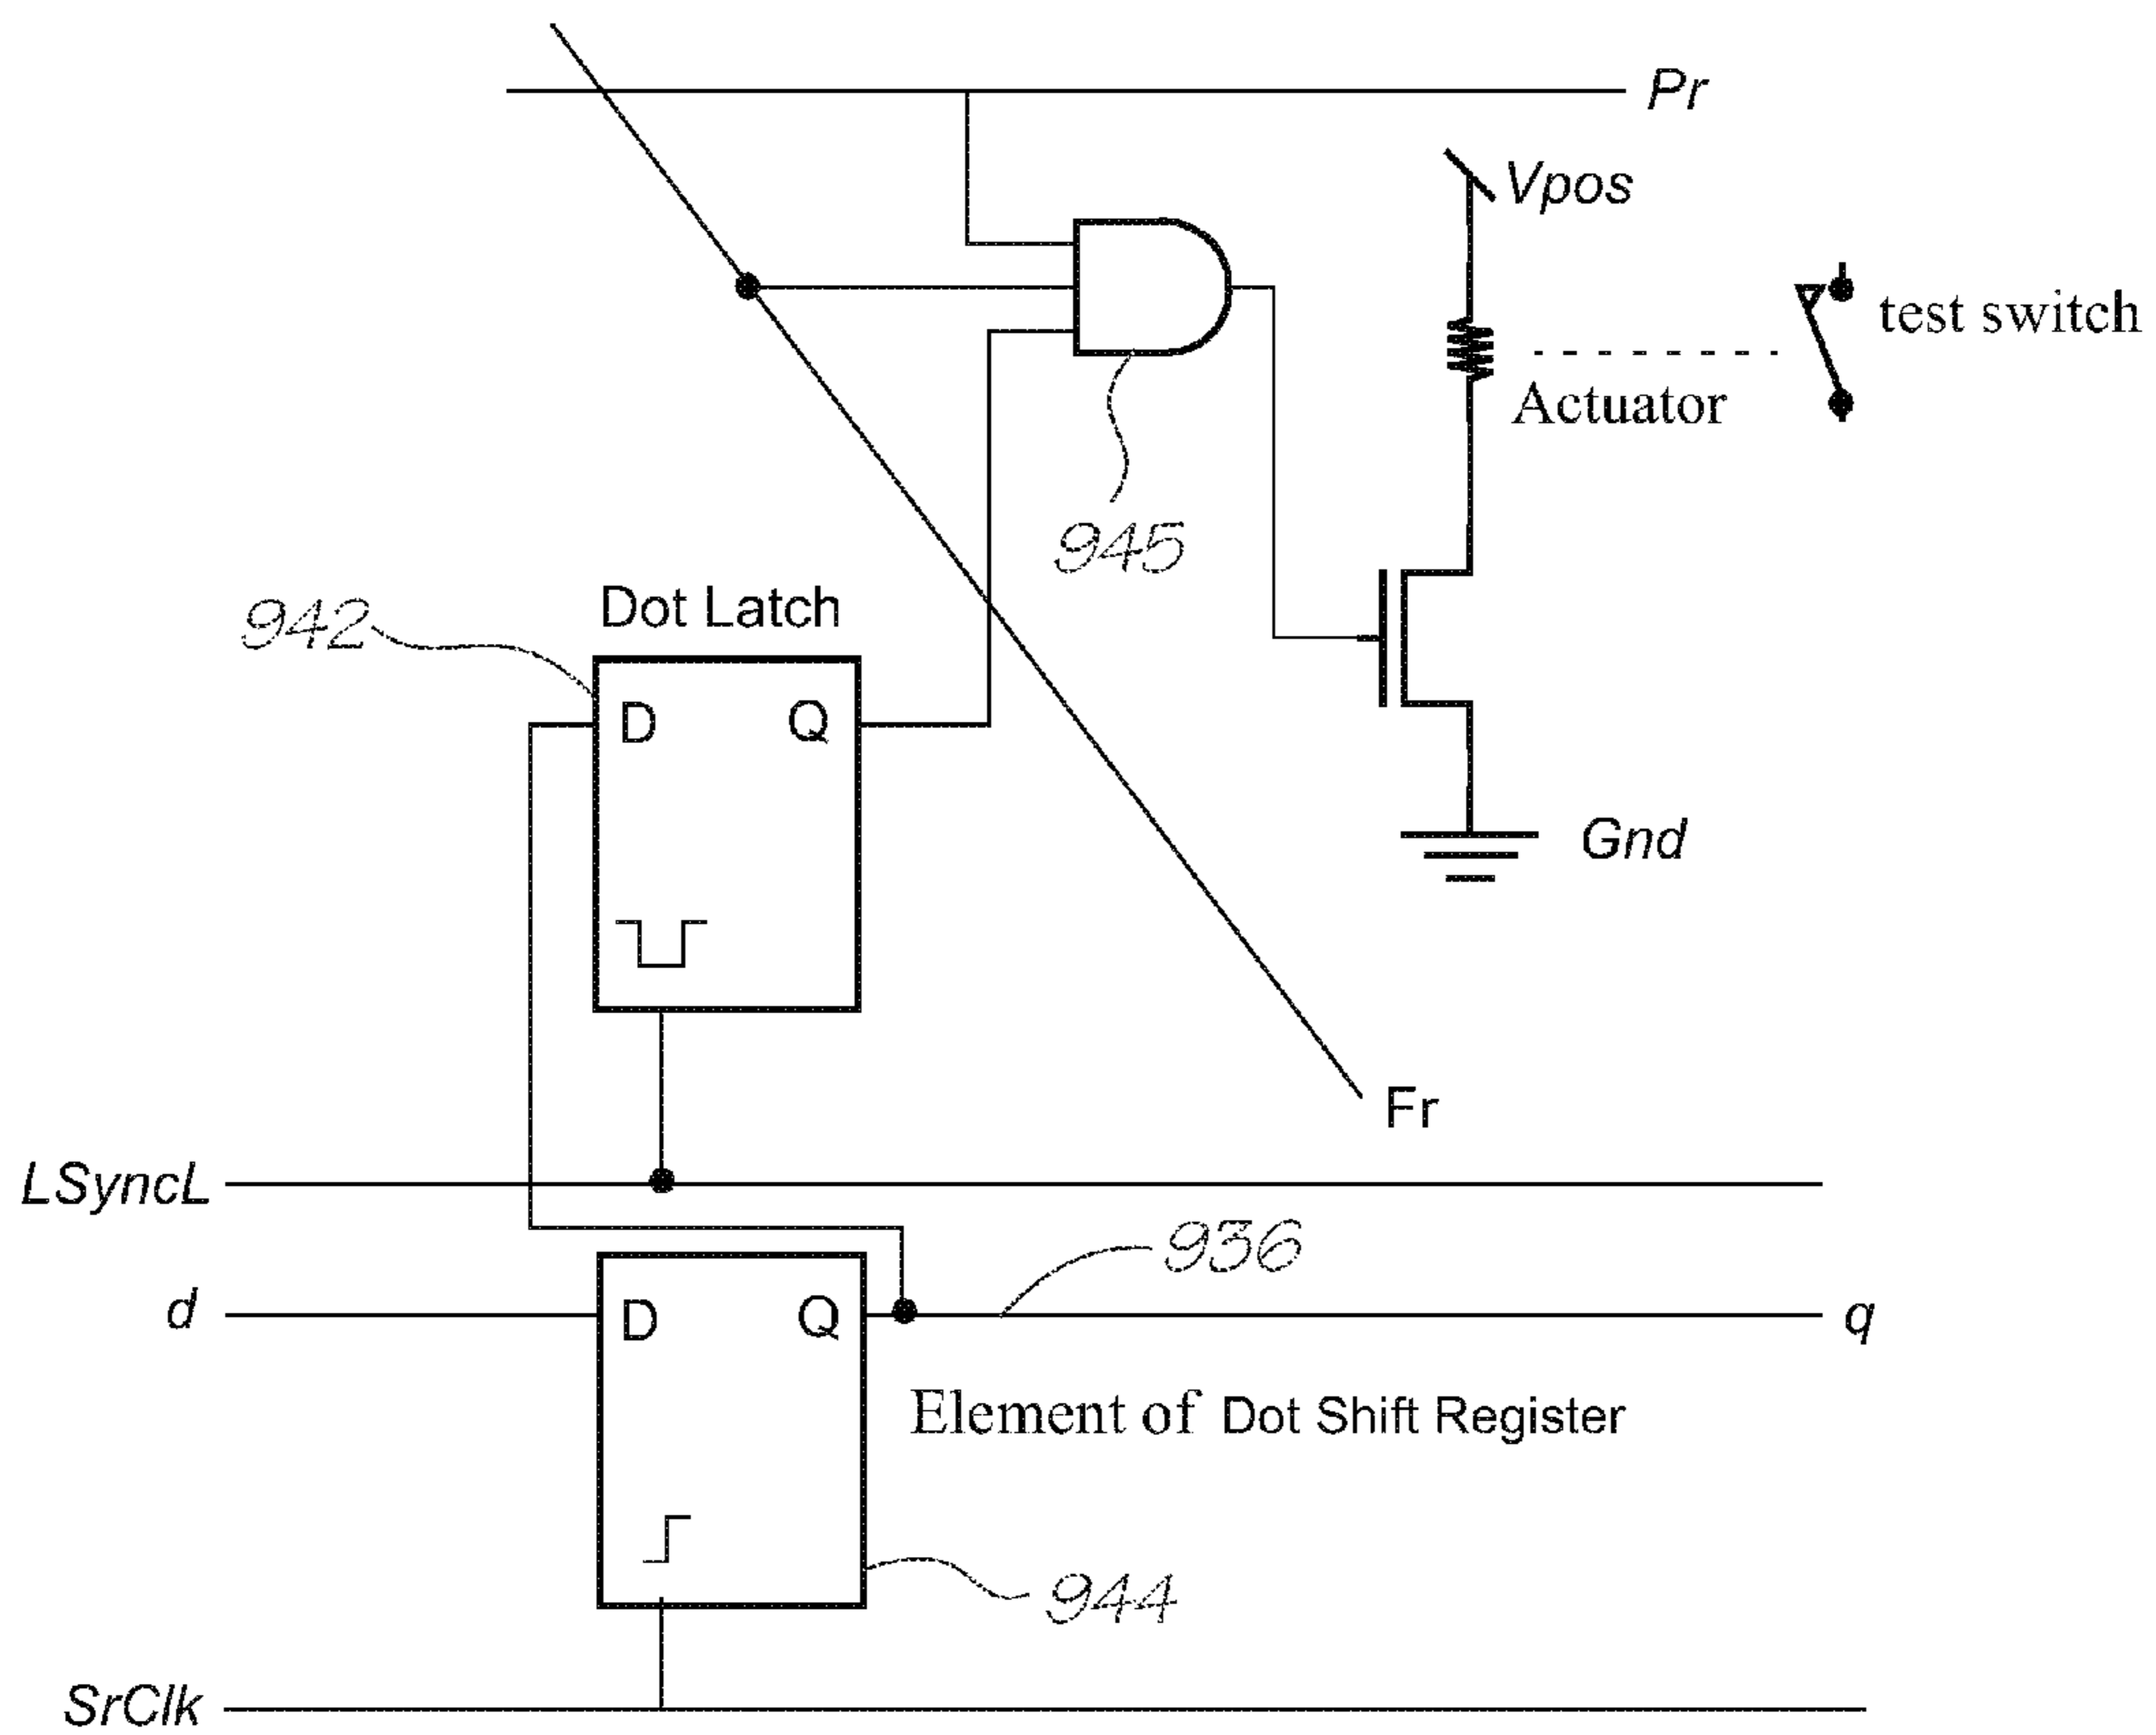 Pr
Vpos
test switch
Actuator
945
Dot Latch
942
D Q
Gnd
Fr
LSyncL
936
d
D Q
q
Element of Dot Shift Register
944
SrClk